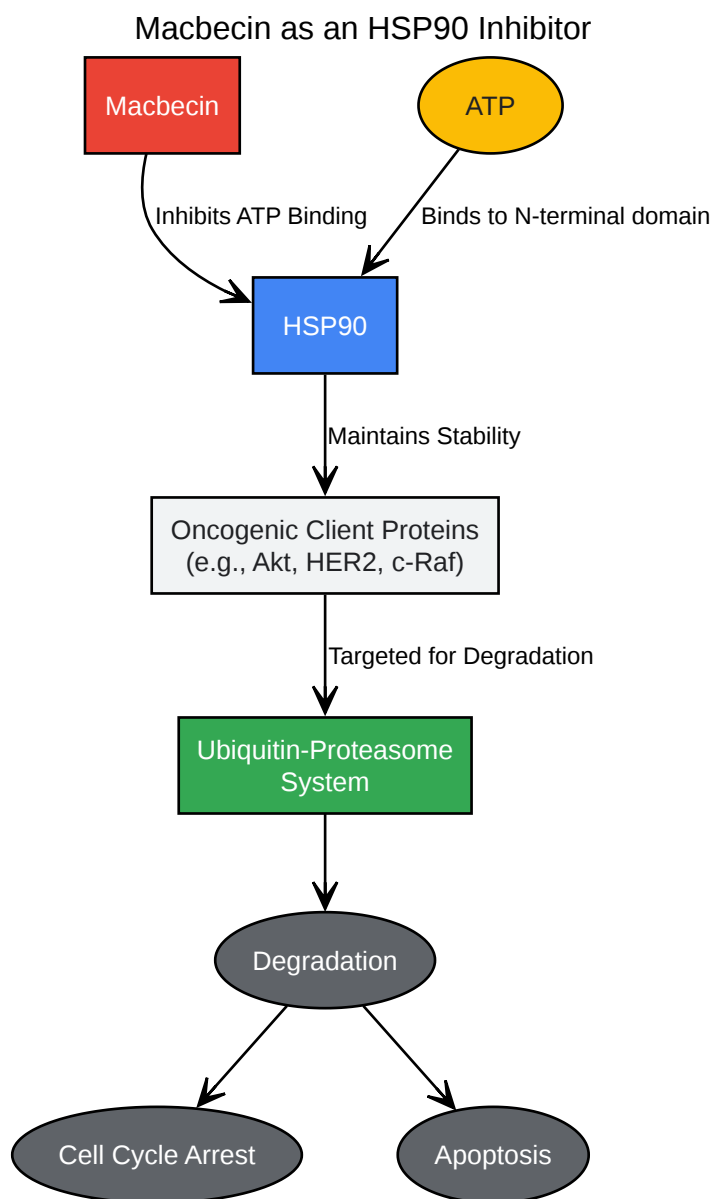 Macbecin as an HSP90 Inhibitor
Macbecin
ATP
Inhibits ATP Binding
Binds to N-terminal domain
HSP90
Maintains Stability
Oncogenic Client Proteins
(e.g., Akt, HER2, c-Raf)
Targeted for Degradation
Ubiquitin-Proteasome
System
Degradation
Cell Cycle Arrest
Apoptosis